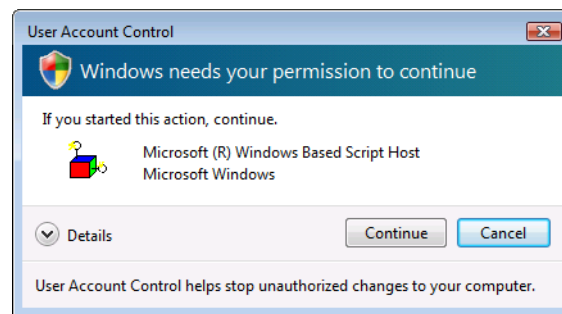 User Account Control
Windows needs your permission to continue
If you started this action, continue.
Microsoft (R) Windows Based Script Host
Microsoft Windows
Details
Continue
Cancel
User Account Control helps stop unauthorized changes to your computer.